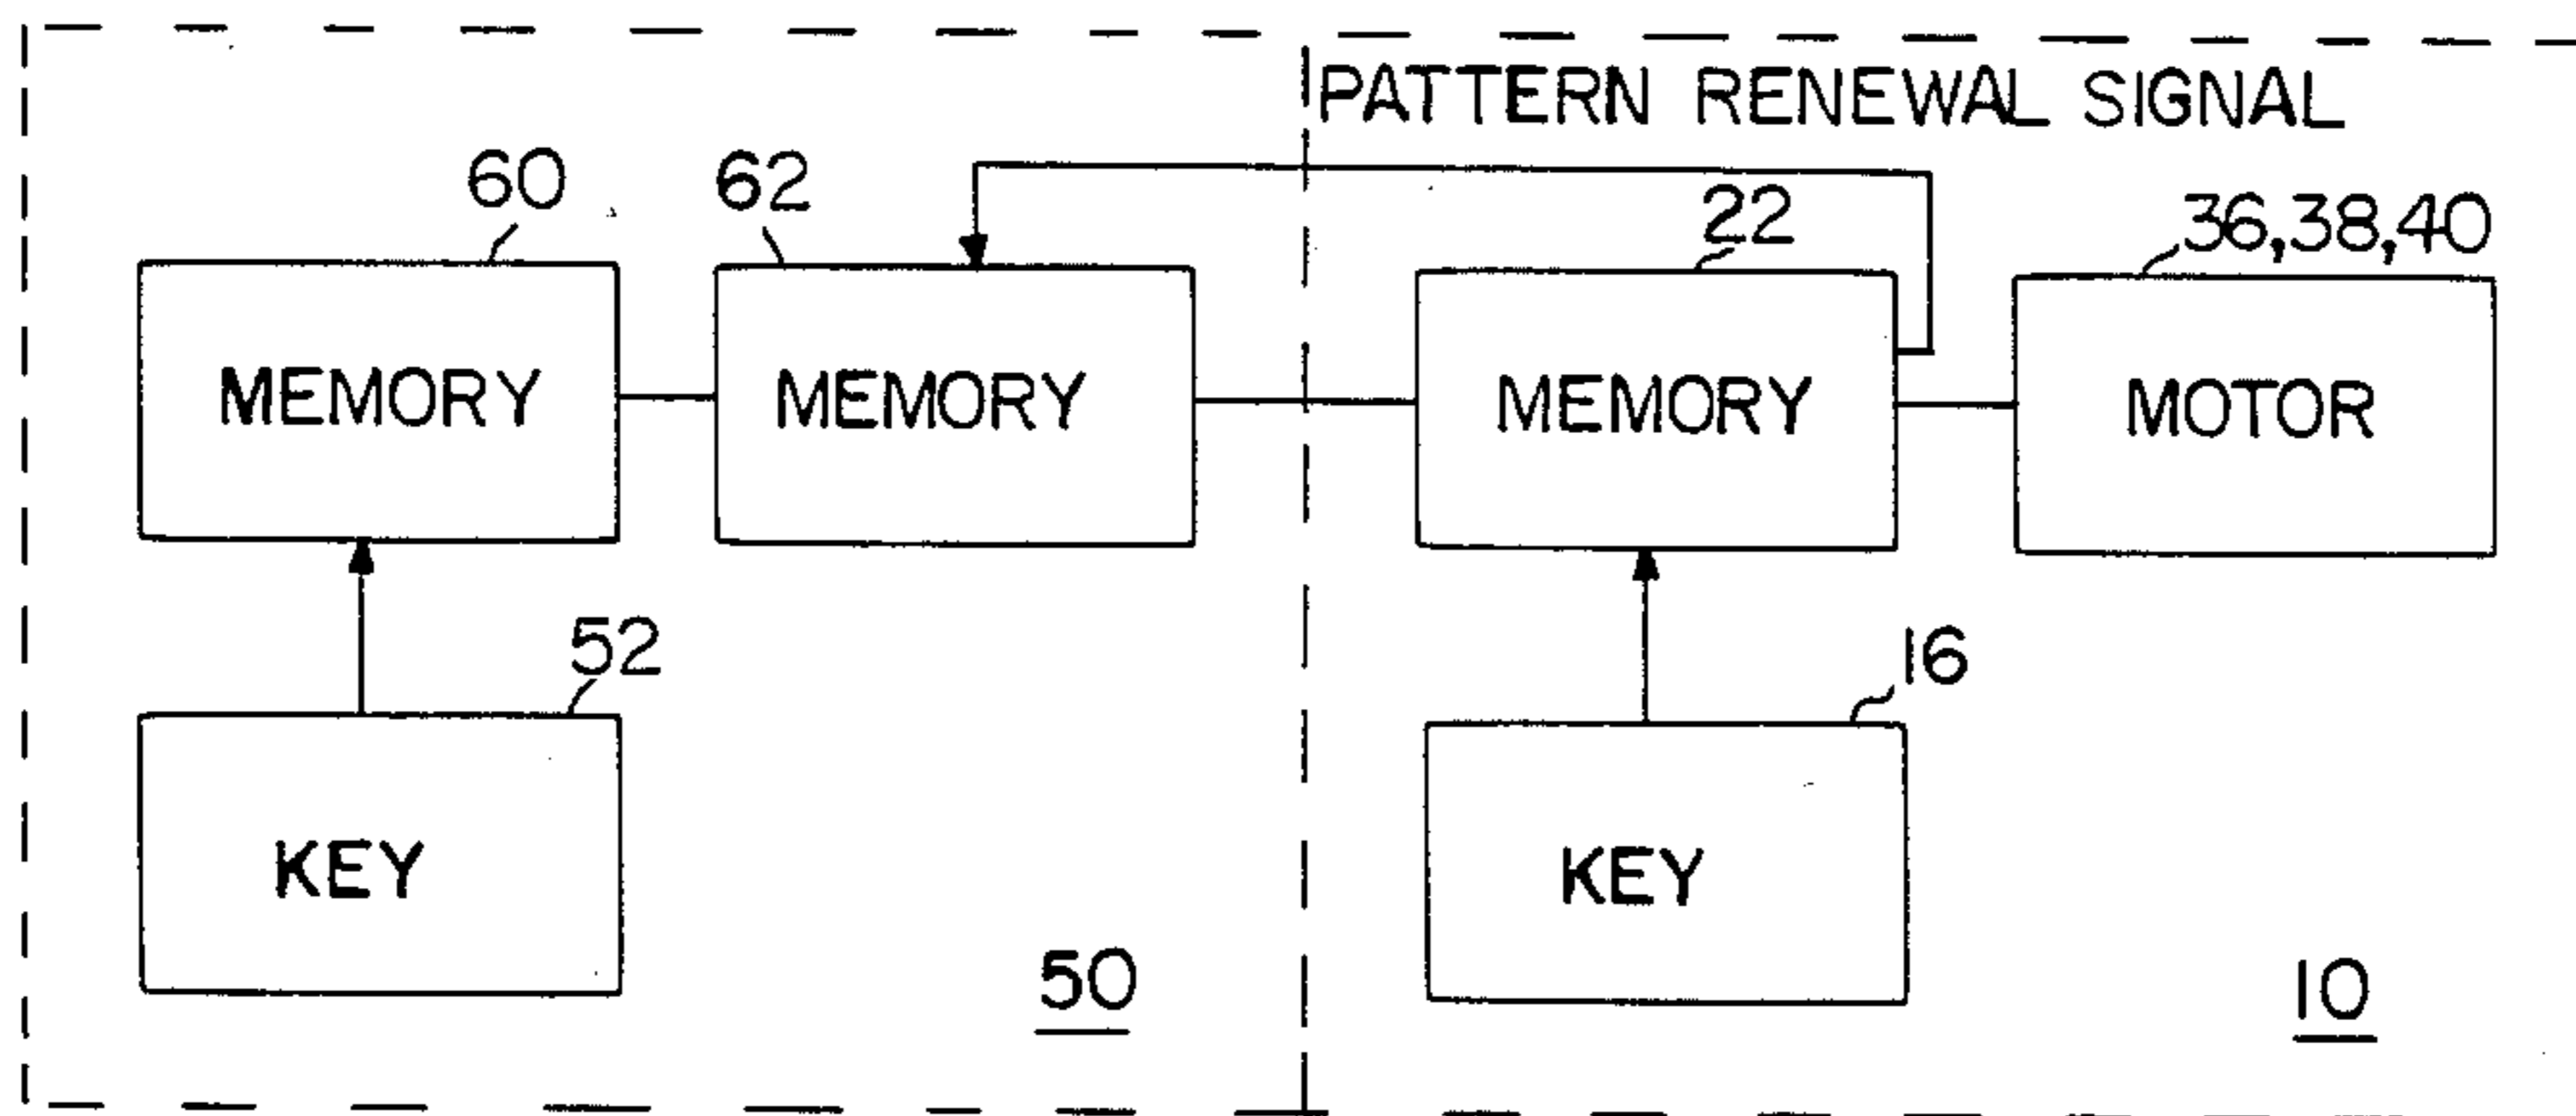 PATTERN RENEWAL SIGNAL
60
62
22
36,38,40
MEMORY
MEMORY
MEMORY
MOTOR
52
16
KEY
KEY
50
10